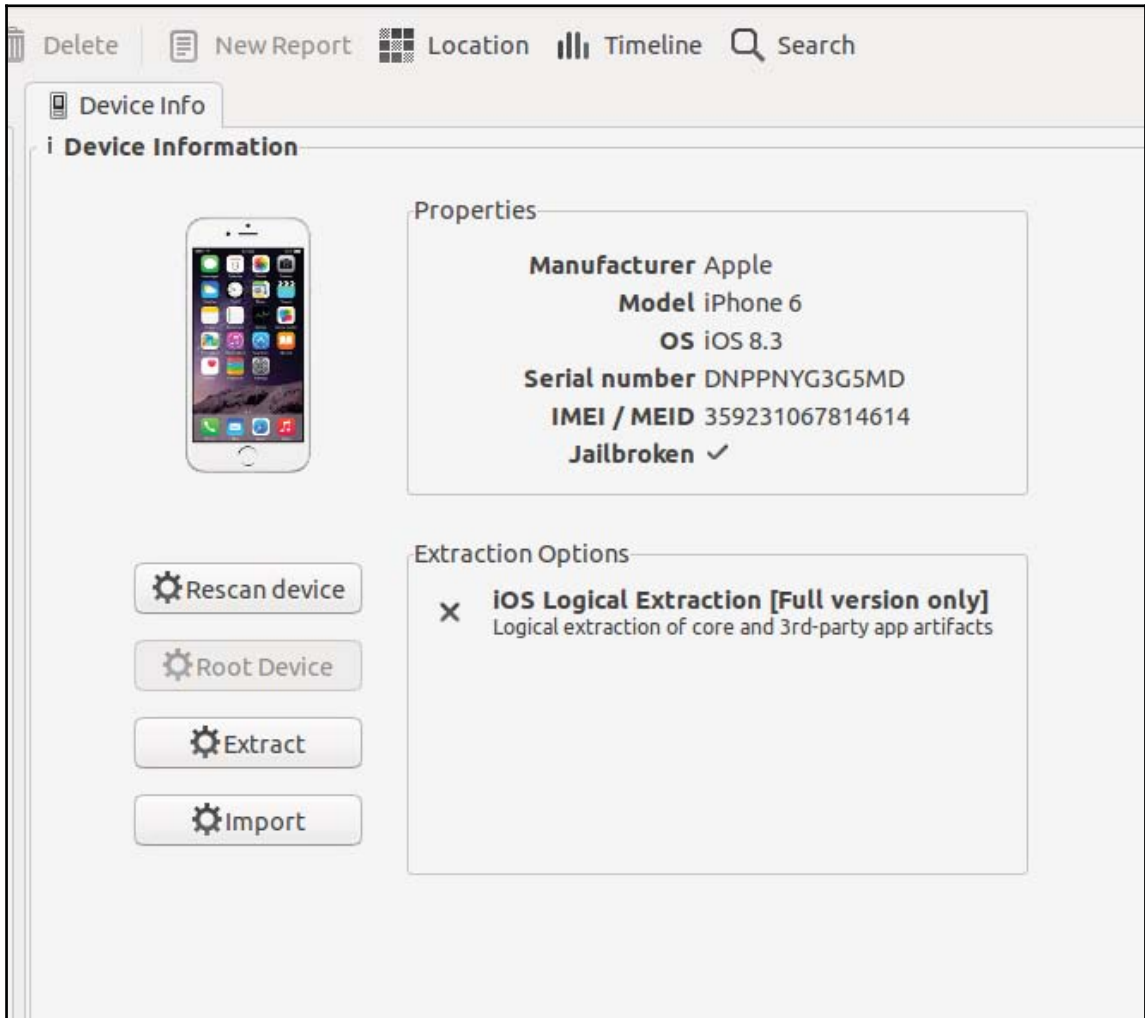 Delete New Report Location Timeline Search
Device Info
i Device Information
Properties
Manufacturer Apple
Model iPhone 6
OS iOS 8.3
Serial number DNPPNYG3G5MD
IMEI / MEID 359231067814614
Jailbroken ✓
Rescan device
Root Device
Extract
Import
Extraction Options
iOS Logical Extraction [Full version only]
Logical extraction of core and 3rd-party app artifacts